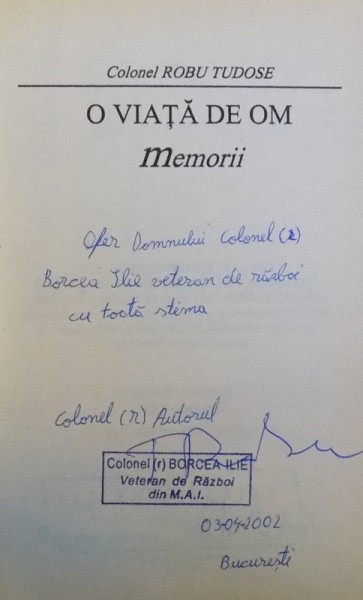 Colonel ROBU TUDOSE
O VIAȚĂ DE OM
memorii
Ofer Domnului Colonel (r)
Borcea Ilie veteran de război
cu toată stima
Colonel (r) Autorul
Colonel (r) BORCEA ILIE
Veteran de Război
din M.A.I.
03-04-2002
București